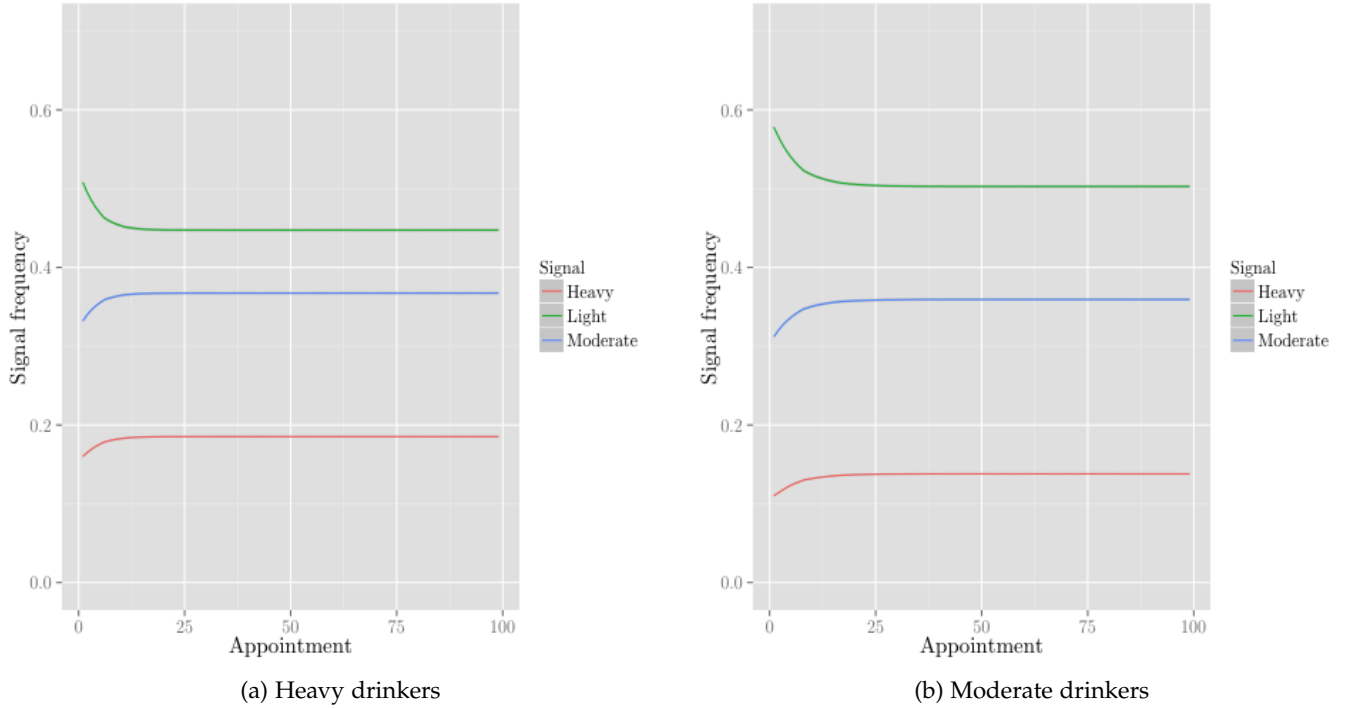 0.6
0.4
0.2
0.0
Signal frequency
0
25
50
75
100
Appointment
Signal
Heavy
Light
Moderate
(a) Heavy drinkers
0.6
0.4
0.2
0.0
Signal frequency
0
25
50
75
100
Appointment
Signal
Heavy
Light
Moderate
(b) Moderate drinkers